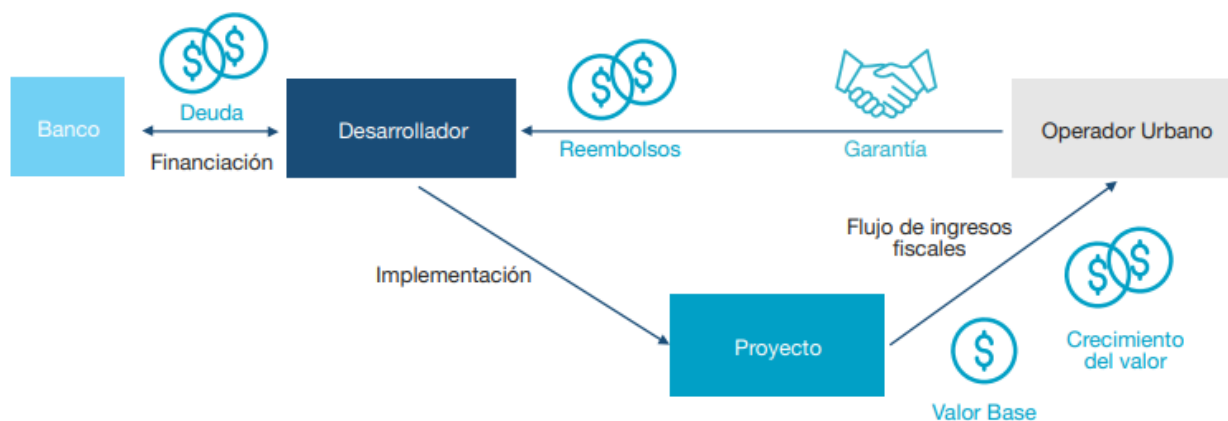 Deuda
Banco
Financiación
Desarrollador
Reembolsos
Garantía
Operador Urbano
Implementación
Flujo de ingresos
fiscales
Proyecto
Valor Base
Crecimiento
del valor
$
$
$
$
$
$
$